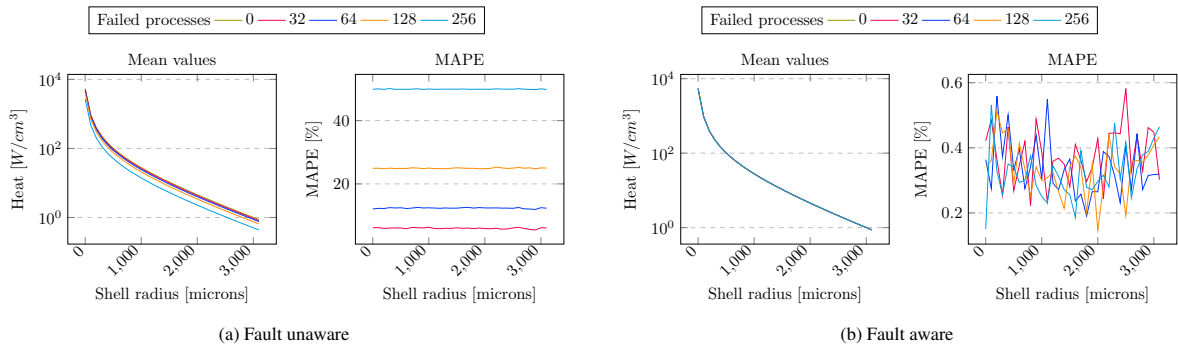 Failed processes 0 32 64 128 256
Mean values
10^4
10^2
10^0
0
1,000
2,000
3,000
Heat [W/cm^3]
Shell radius [microns]
MAPE
40
20
0
1,000
2,000
3,000
MAPE [%]
Shell radius [microns]
(a) Fault unaware
Failed processes 0 32 64 128 256
Mean values
10^4
10^2
10^0
0
1,000
2,000
3,000
Heat [W/cm^3]
Shell radius [microns]
MAPE
0.6
0.4
0.2
0
1,000
2,000
3,000
MAPE [%]
Shell radius [microns]
(b) Fault aware